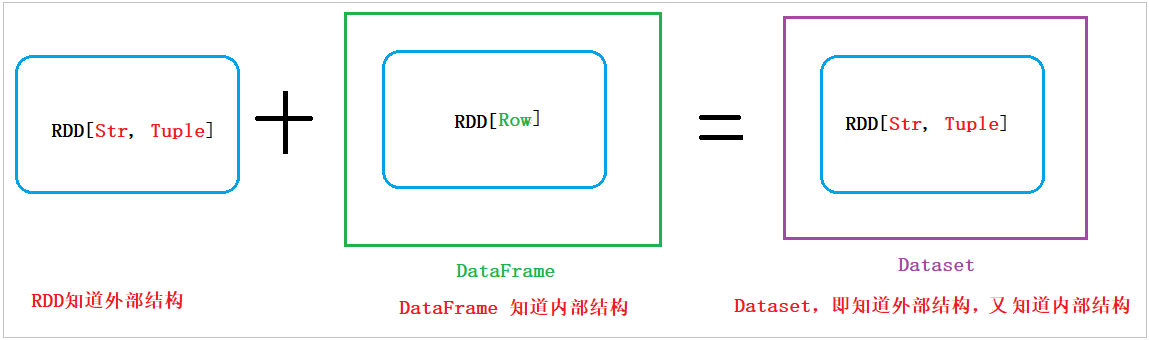 RDD[Str, Tuple]
+
RDD[Row]
=
RDD[Str, Tuple]
DataFrame
Dataset
RDD知道外部结构
DataFrame 知道内部结构
Dataset，即知道外部结构，又知道内部结构